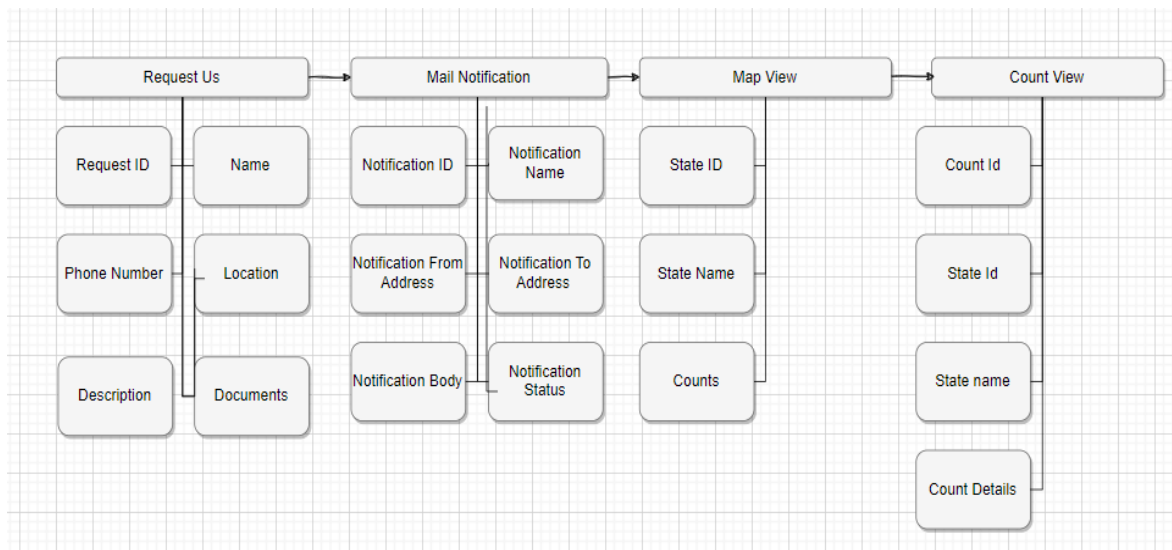 Request Us
Mail Notification
Map View
Count View
Request ID
Name
Notification ID
Notification
Name
State ID
Count Id
Phone Number
Location
Notification From
Address
Notification To
Address
State Name
State Id
Description
Documents
Notification Body
Notification
Status
Counts
State name
Count Details